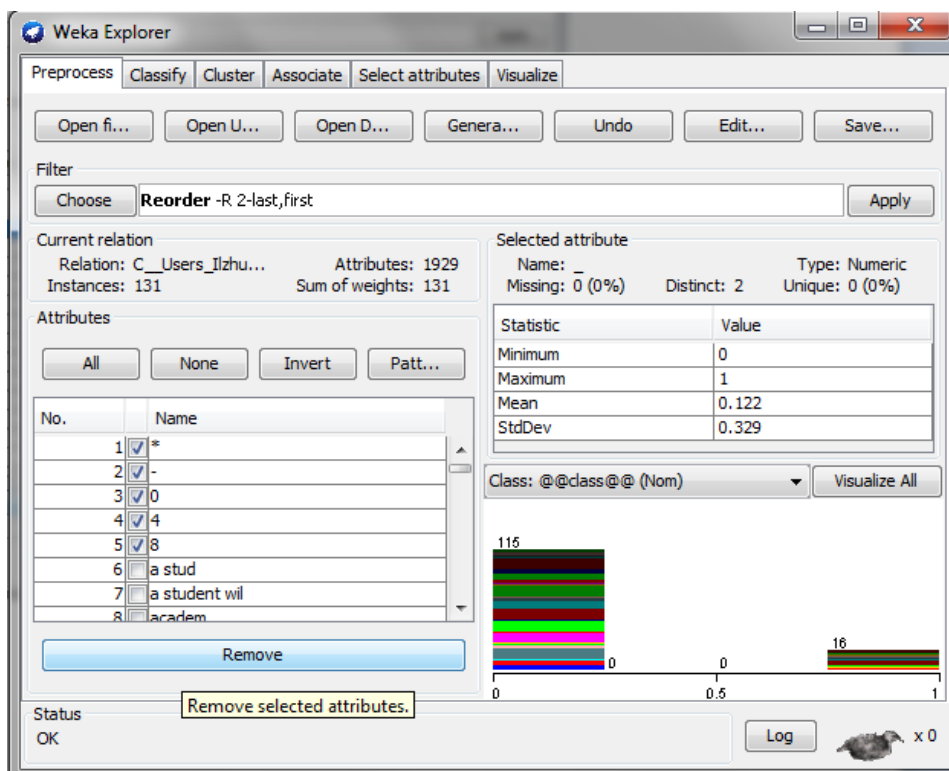 Weka Explorer
Preprocess Classify Cluster Associate Select attributes Visualize
Open fi... Open U... Open D... Genera... Undo Edit... Save...
Filter
Choose Reorder -R 2-last,first Apply
Current relation
Relation: C__Users_Ilzhu... Attributes: 1929
Instances: 131 Sum of weights: 131
Attributes
All None Invert Patt...
No. Name
1 *
2 -
3 0
4 4
5 8
6 a stud
7 a student wil
8 academ
Remove
Remove selected attributes.
Selected attribute
Name: _ Type: Numeric
Missing: 0 (0%) Distinct: 2 Unique: 0 (0%)
Statistic Value
Minimum 0
Maximum 1
Mean 0.122
StdDev 0.329
Class: @@class@@ (Nom) Visualize All
115
16
0 0
0 0.5 1
Status
OK Log x 0